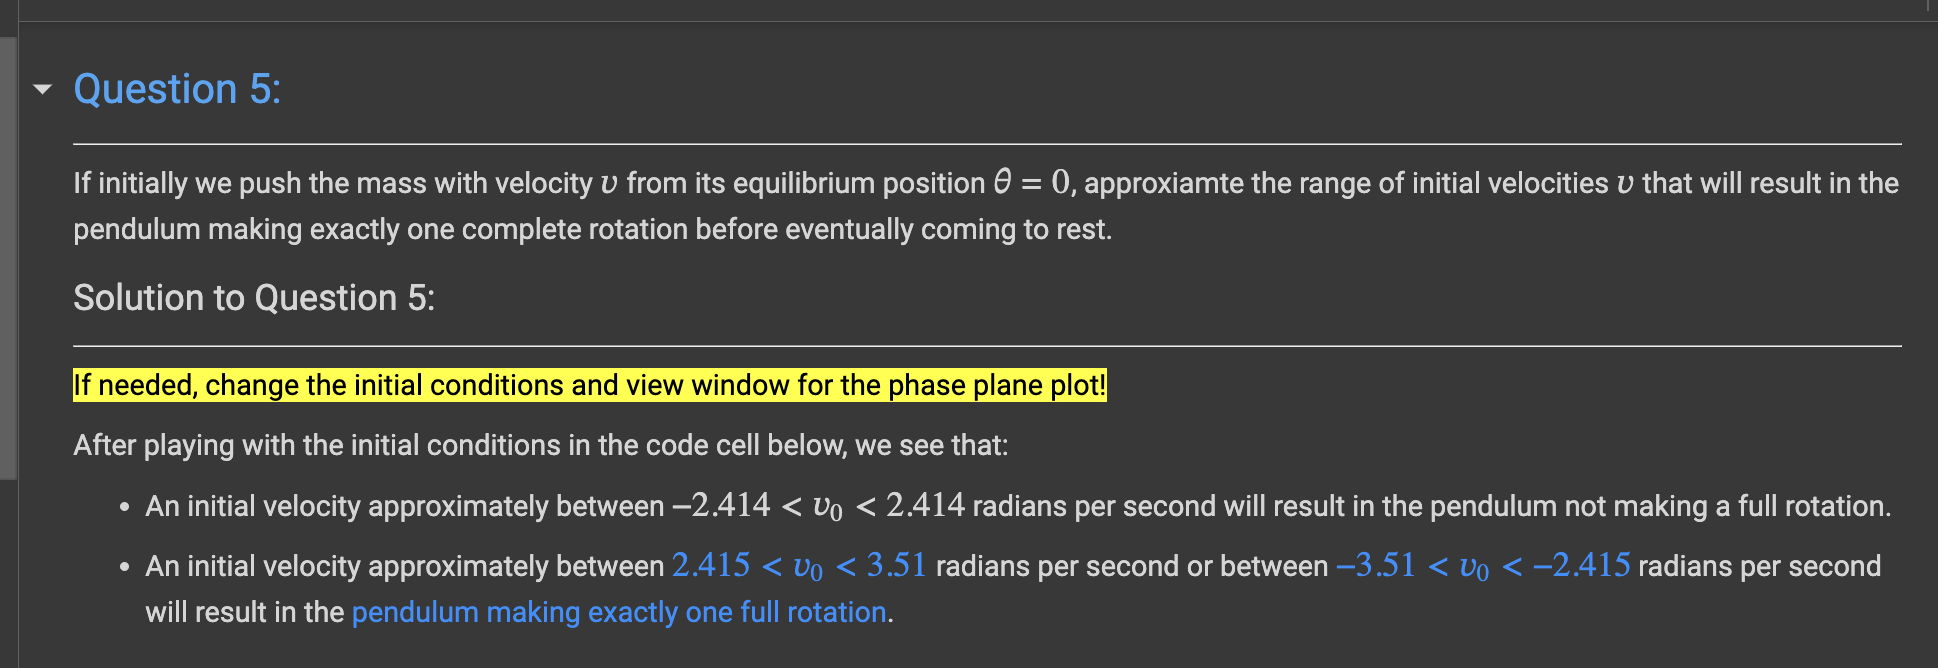 Question 5:
If initially we push the mass with velocity v from its equilibrium position θ = 0, approxiamte the range of initial velocities v that will result in the
pendulum making exactly one complete rotation before eventually coming to rest.
Solution to Question 5:
If needed, change the initial conditions and view window for the phase plane plot!
After playing with the initial conditions in the code cell below, we see that:
• An initial velocity approximately between −2.414 < v₀ < 2.414 radians per second will result in the pendulum not making a full rotation.
• An initial velocity approximately between 2.415 < v₀ < 3.51 radians per second or between −3.51 < v₀ < −2.415 radians per second
will result in the pendulum making exactly one full rotation.